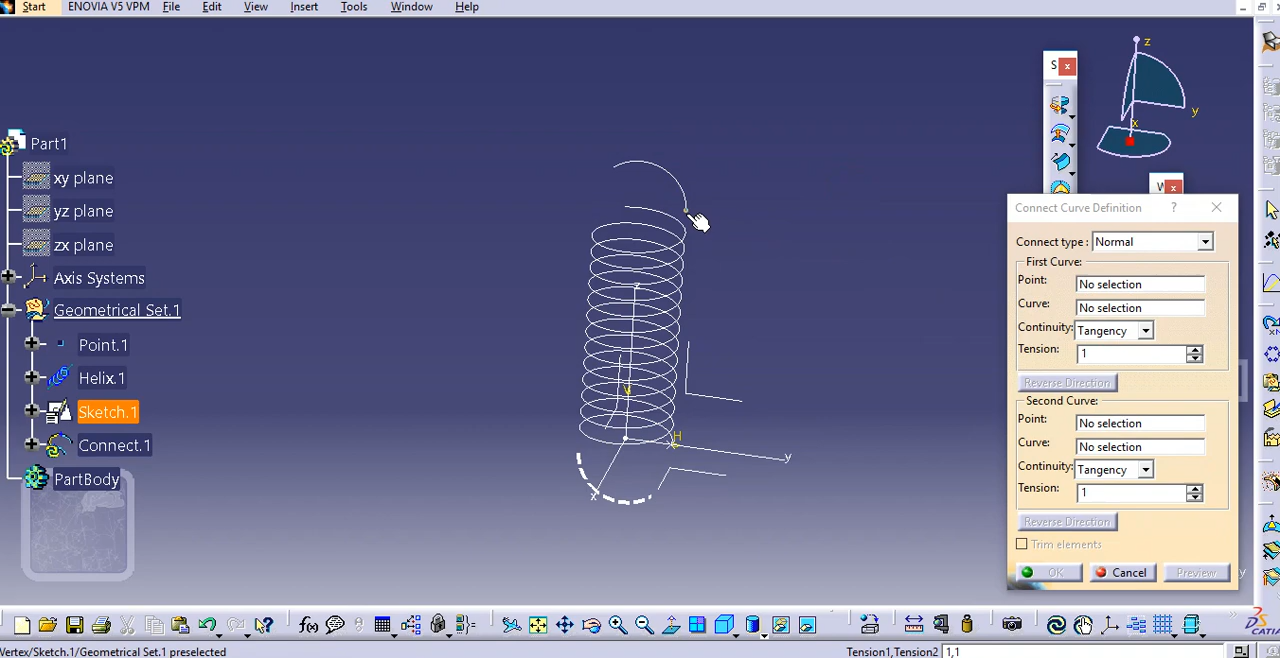 Start ENOVIA V5 VPM File Edit View Insert Tools Window Help
z
y
x
S
W
Part1
xy plane
yz plane
zx plane
Axis Systems
Geometrical Set.1
Point.1
Helix.1
Sketch.1
Connect.1
PartBody
z
y
H
y
x
Connect Curve Definition ?
Connect type : Normal
First Curve:
Point: No selection
Curve: No selection
Continuity: Tangency
Tension: 1
Reverse Direction
Second Curve:
Point: No selection
Curve: No selection
Continuity: Tangency
Tension: 1
Reverse Direction
Trim elements
OK Cancel Preview
y
f(x)
CATIA
Vertex/Sketch.1/Geometrical Set.1 preselected
Tension1,Tension2 1,1